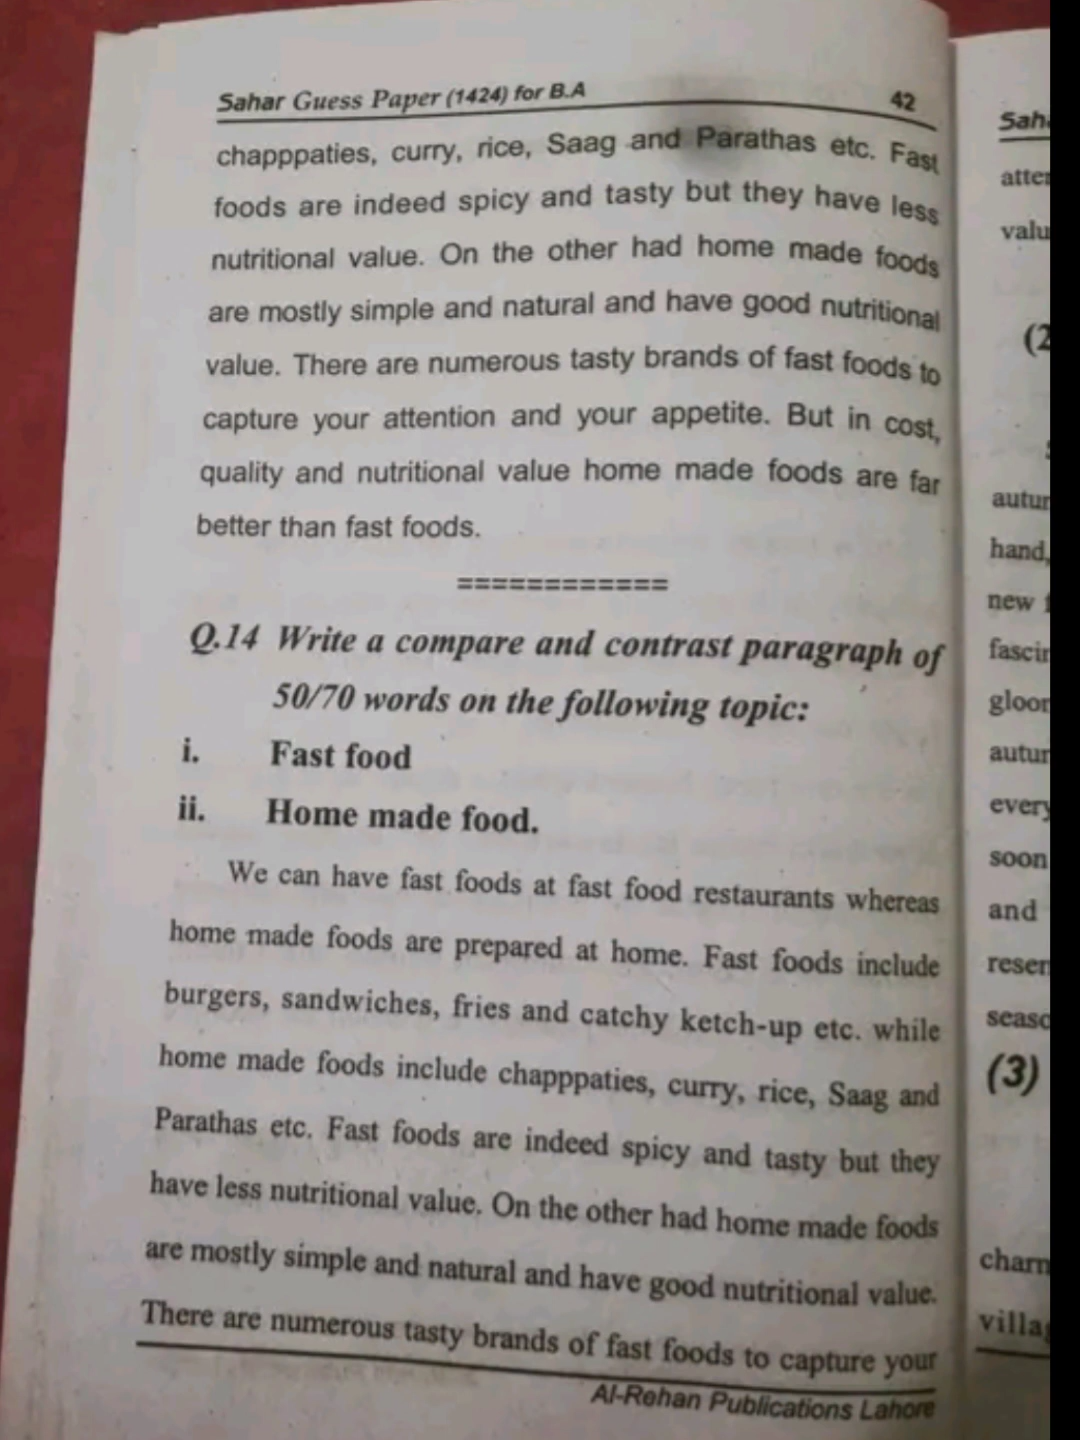 Sahar Guess Paper (1424) for B.A 42
chapppaties, curry, rice, Saag and Parathas etc. Fast
foods are indeed spicy and tasty but they have less
nutritional value. On the other had home made foods
are mostly simple and natural and have good nutritional
value. There are numerous tasty brands of fast foods to
capture your attention and your appetite. But in cost,
quality and nutritional value home made foods are far
better than fast foods.
============
Q.14 Write a compare and contrast paragraph of
50/70 words on the following topic:
i. Fast food
ii. Home made food.
We can have fast foods at fast food restaurants whereas
home made foods are prepared at home. Fast foods include
burgers, sandwiches, fries and catchy ketch-up etc. while
home made foods include chapppaties, curry, rice, Saag and
Parathas etc. Fast foods are indeed spicy and tasty but they
have less nutritional value. On the other had home made foods
are mostly simple and natural and have good nutritional value.
There are numerous tasty brands of fast foods to capture your
Al-Rehan Publications Lahore
hand,
new
soon
and
(3)